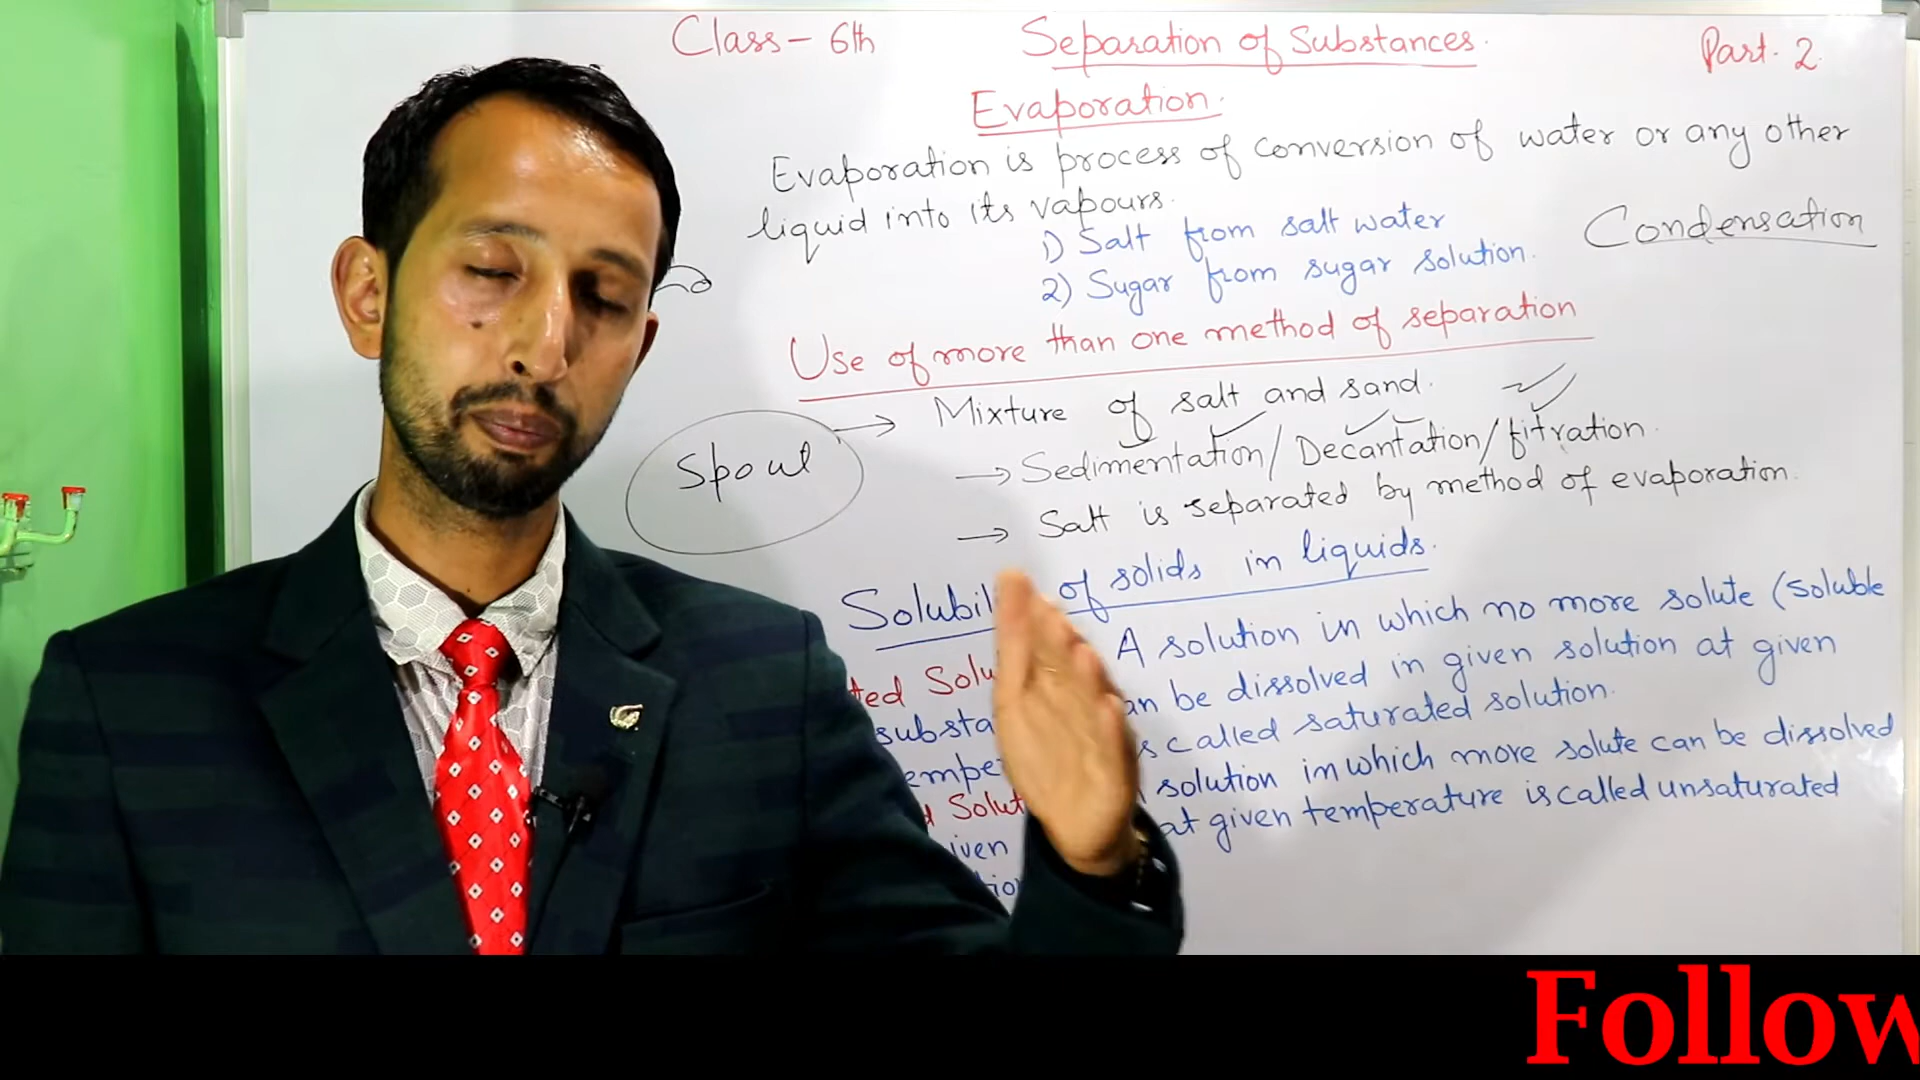 Class - 6th Separation of Substances. Part. 2
Evaporation.
Evaporation is process of conversion of water or any other
liquid into its vapours.
Condensation
1) Salt from salt water
2) Sugar from sugar solution.
Use of more than one method of separation
→ Mixture of salt and sand.
Spout
→ Sedimentation/Decantation/fitration.
→ Salt is separated by method of evaporation.
Solubil of solids in liquids.
ted Solu A solution in which no more solute (soluble
substa an be dissolved in given solution at given
empe s called saturated solution.
d Solut solution in which more solute can be dissolved
iven at given temperature is called unsaturated
tio
Follow